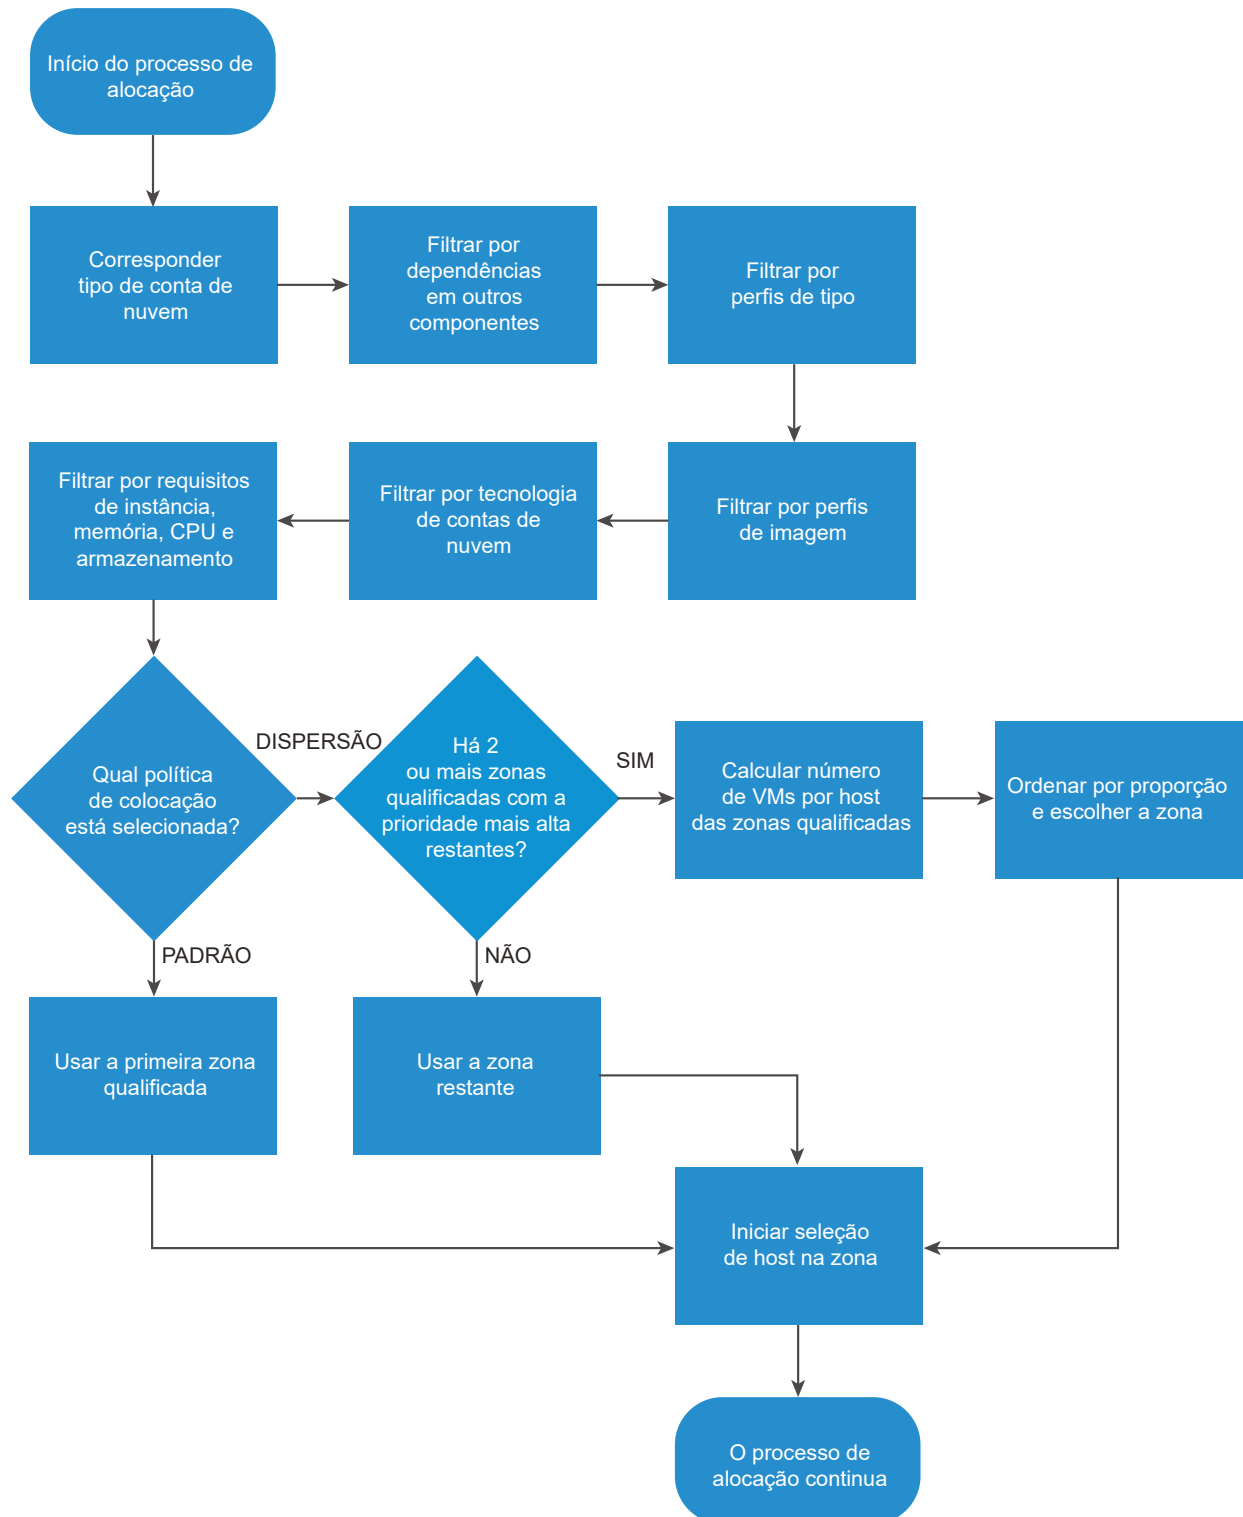 Início do processo de
alocação
Corresponder
tipo de conta de
nuvem
Filtrar por
dependências
em outros
componentes
Filtrar por
perfis de tipo
Filtrar por requisitos
de instância,
memória, CPU e
armazenamento
Filtrar por tecnologia
de contas de
nuvem
Filtrar por perfis
de imagem
Qual política
de colocação
está selecionada?
DISPERSÃO
Há 2
ou mais zonas
qualificadas com a
prioridade mais alta
restantes?
SIM
Calcular número
de VMs por host
das zonas qualificadas
Ordenar por proporção
e escolher a zona
PADRÃO
NÃO
Usar a primeira zona
qualificada
Usar a zona
restante
Iniciar seleção
de host na zona
O processo de
alocação continua